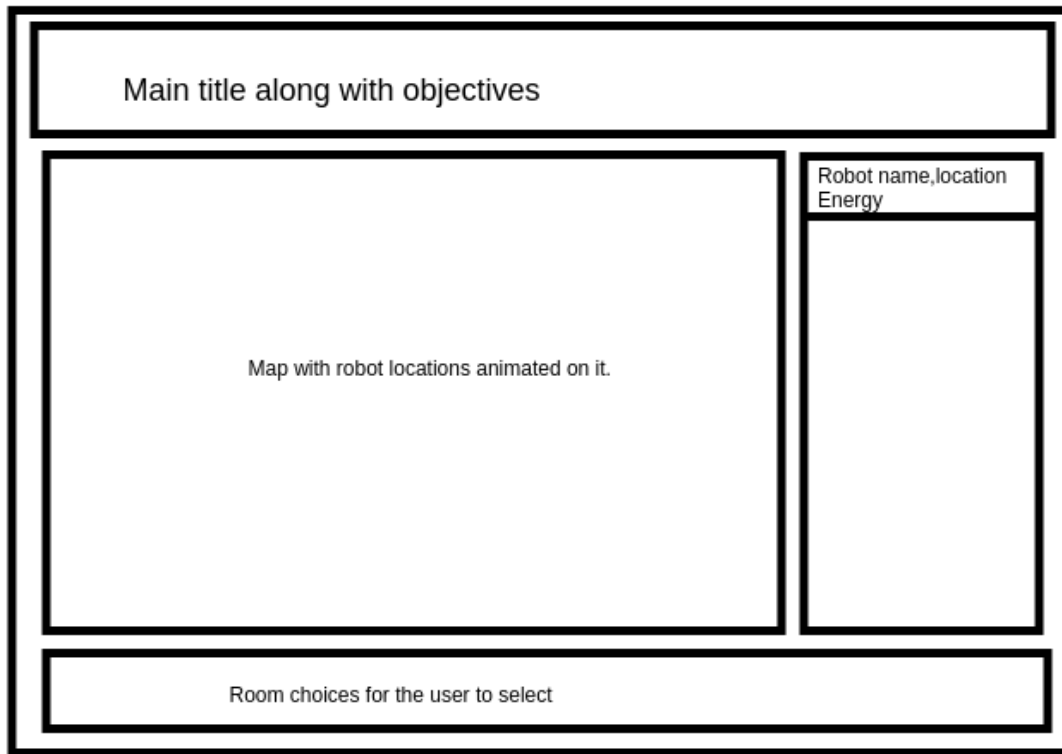 Main title along with objectives
Robot name,location
Energy
Map with robot locations animated on it.
Room choices for the user to select